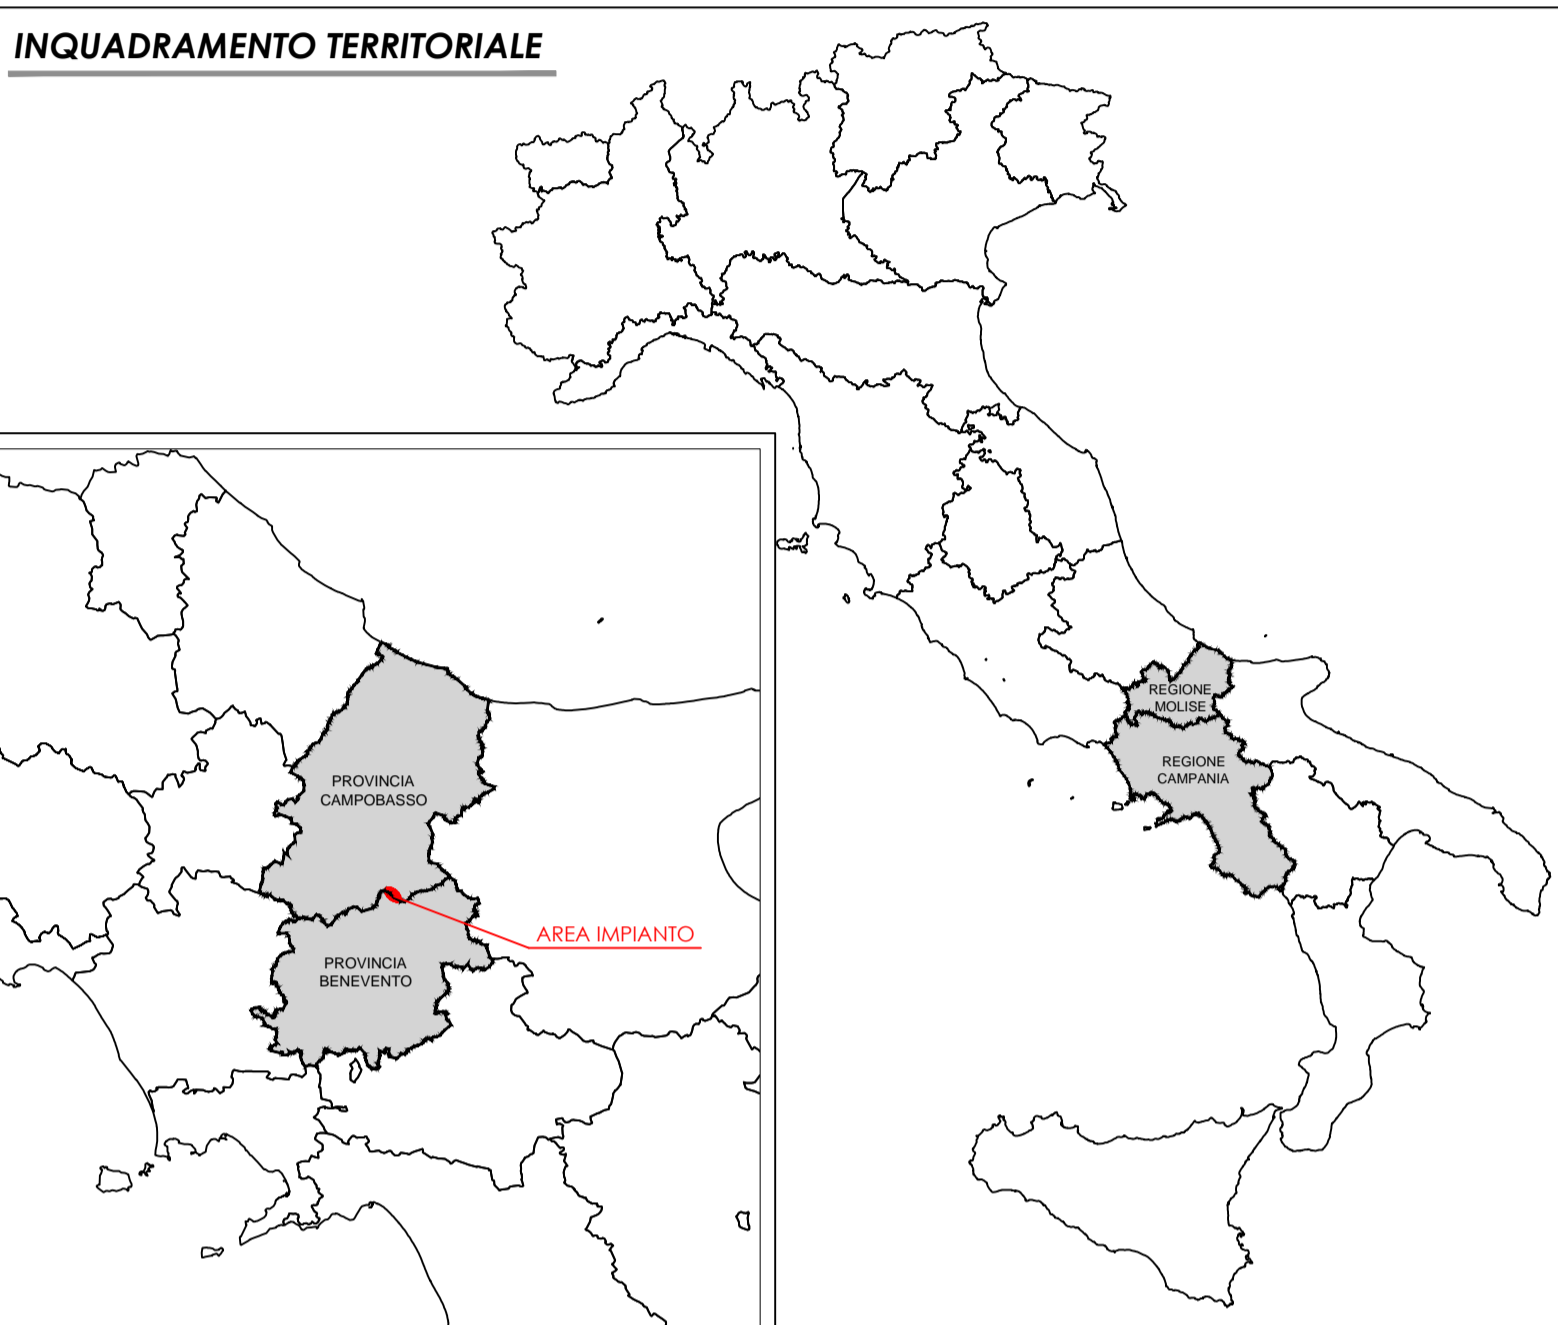 INQUADRAMENTO TERRITORIALE
REGIONE
MOLISE
REGIONE
CAMPANIA
PROVINCIA
CAMPOBASSO
AREA IMPIANTO
PROVINCIA
BENEVENTO